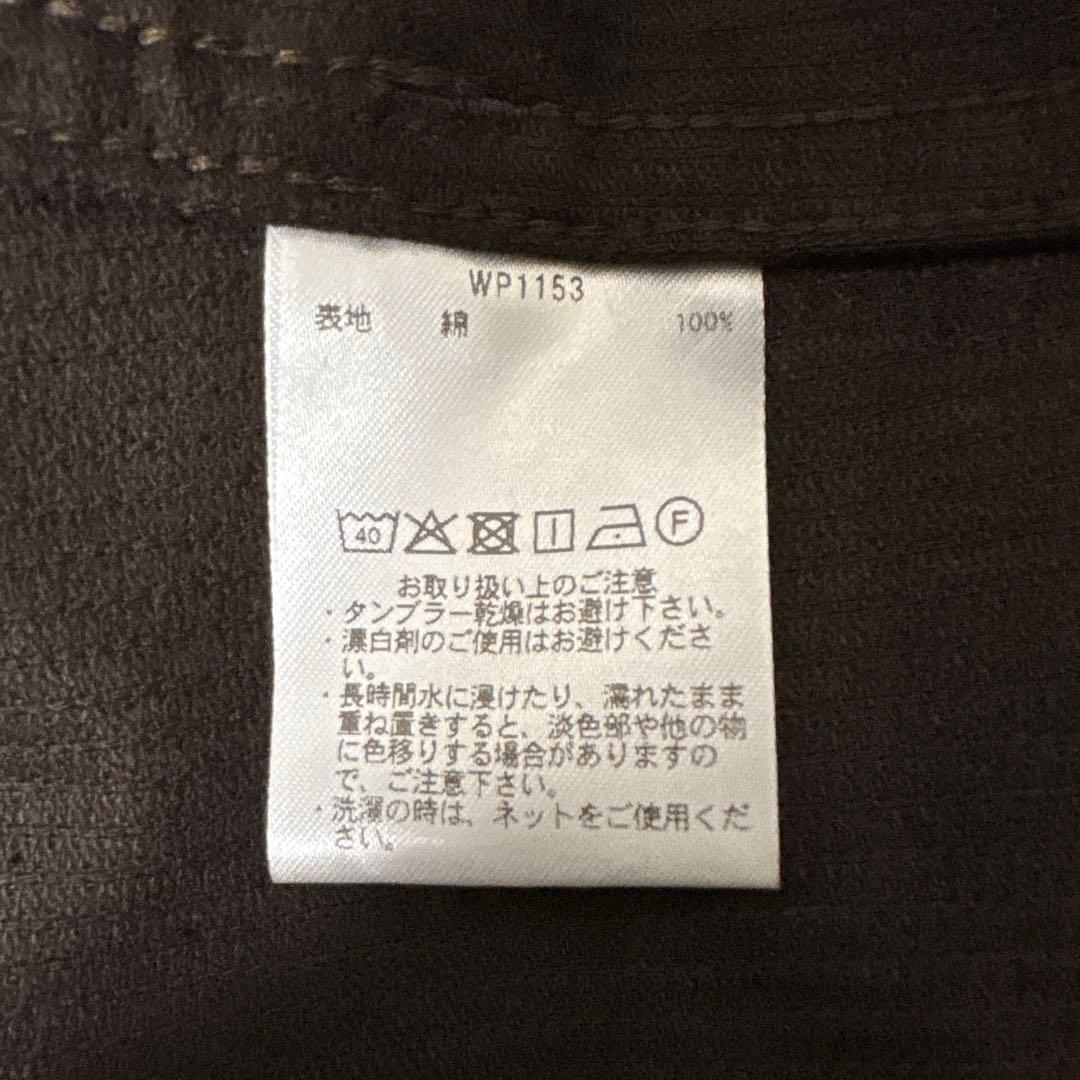 WP1153
表地 綿 100%
40 F
お取り扱い上のご注意
・タンブラー乾燥はお避け下さい。
・漂白剤のご使用はお避けくださ
い。
・長時間水に浸けたり、濡れたまま
重ね置きすると、淡色部や他の物
に色移りする場合がありますの
で、ご注意下さい。
・洗濯の時は、ネットをご使用くだ
さい。